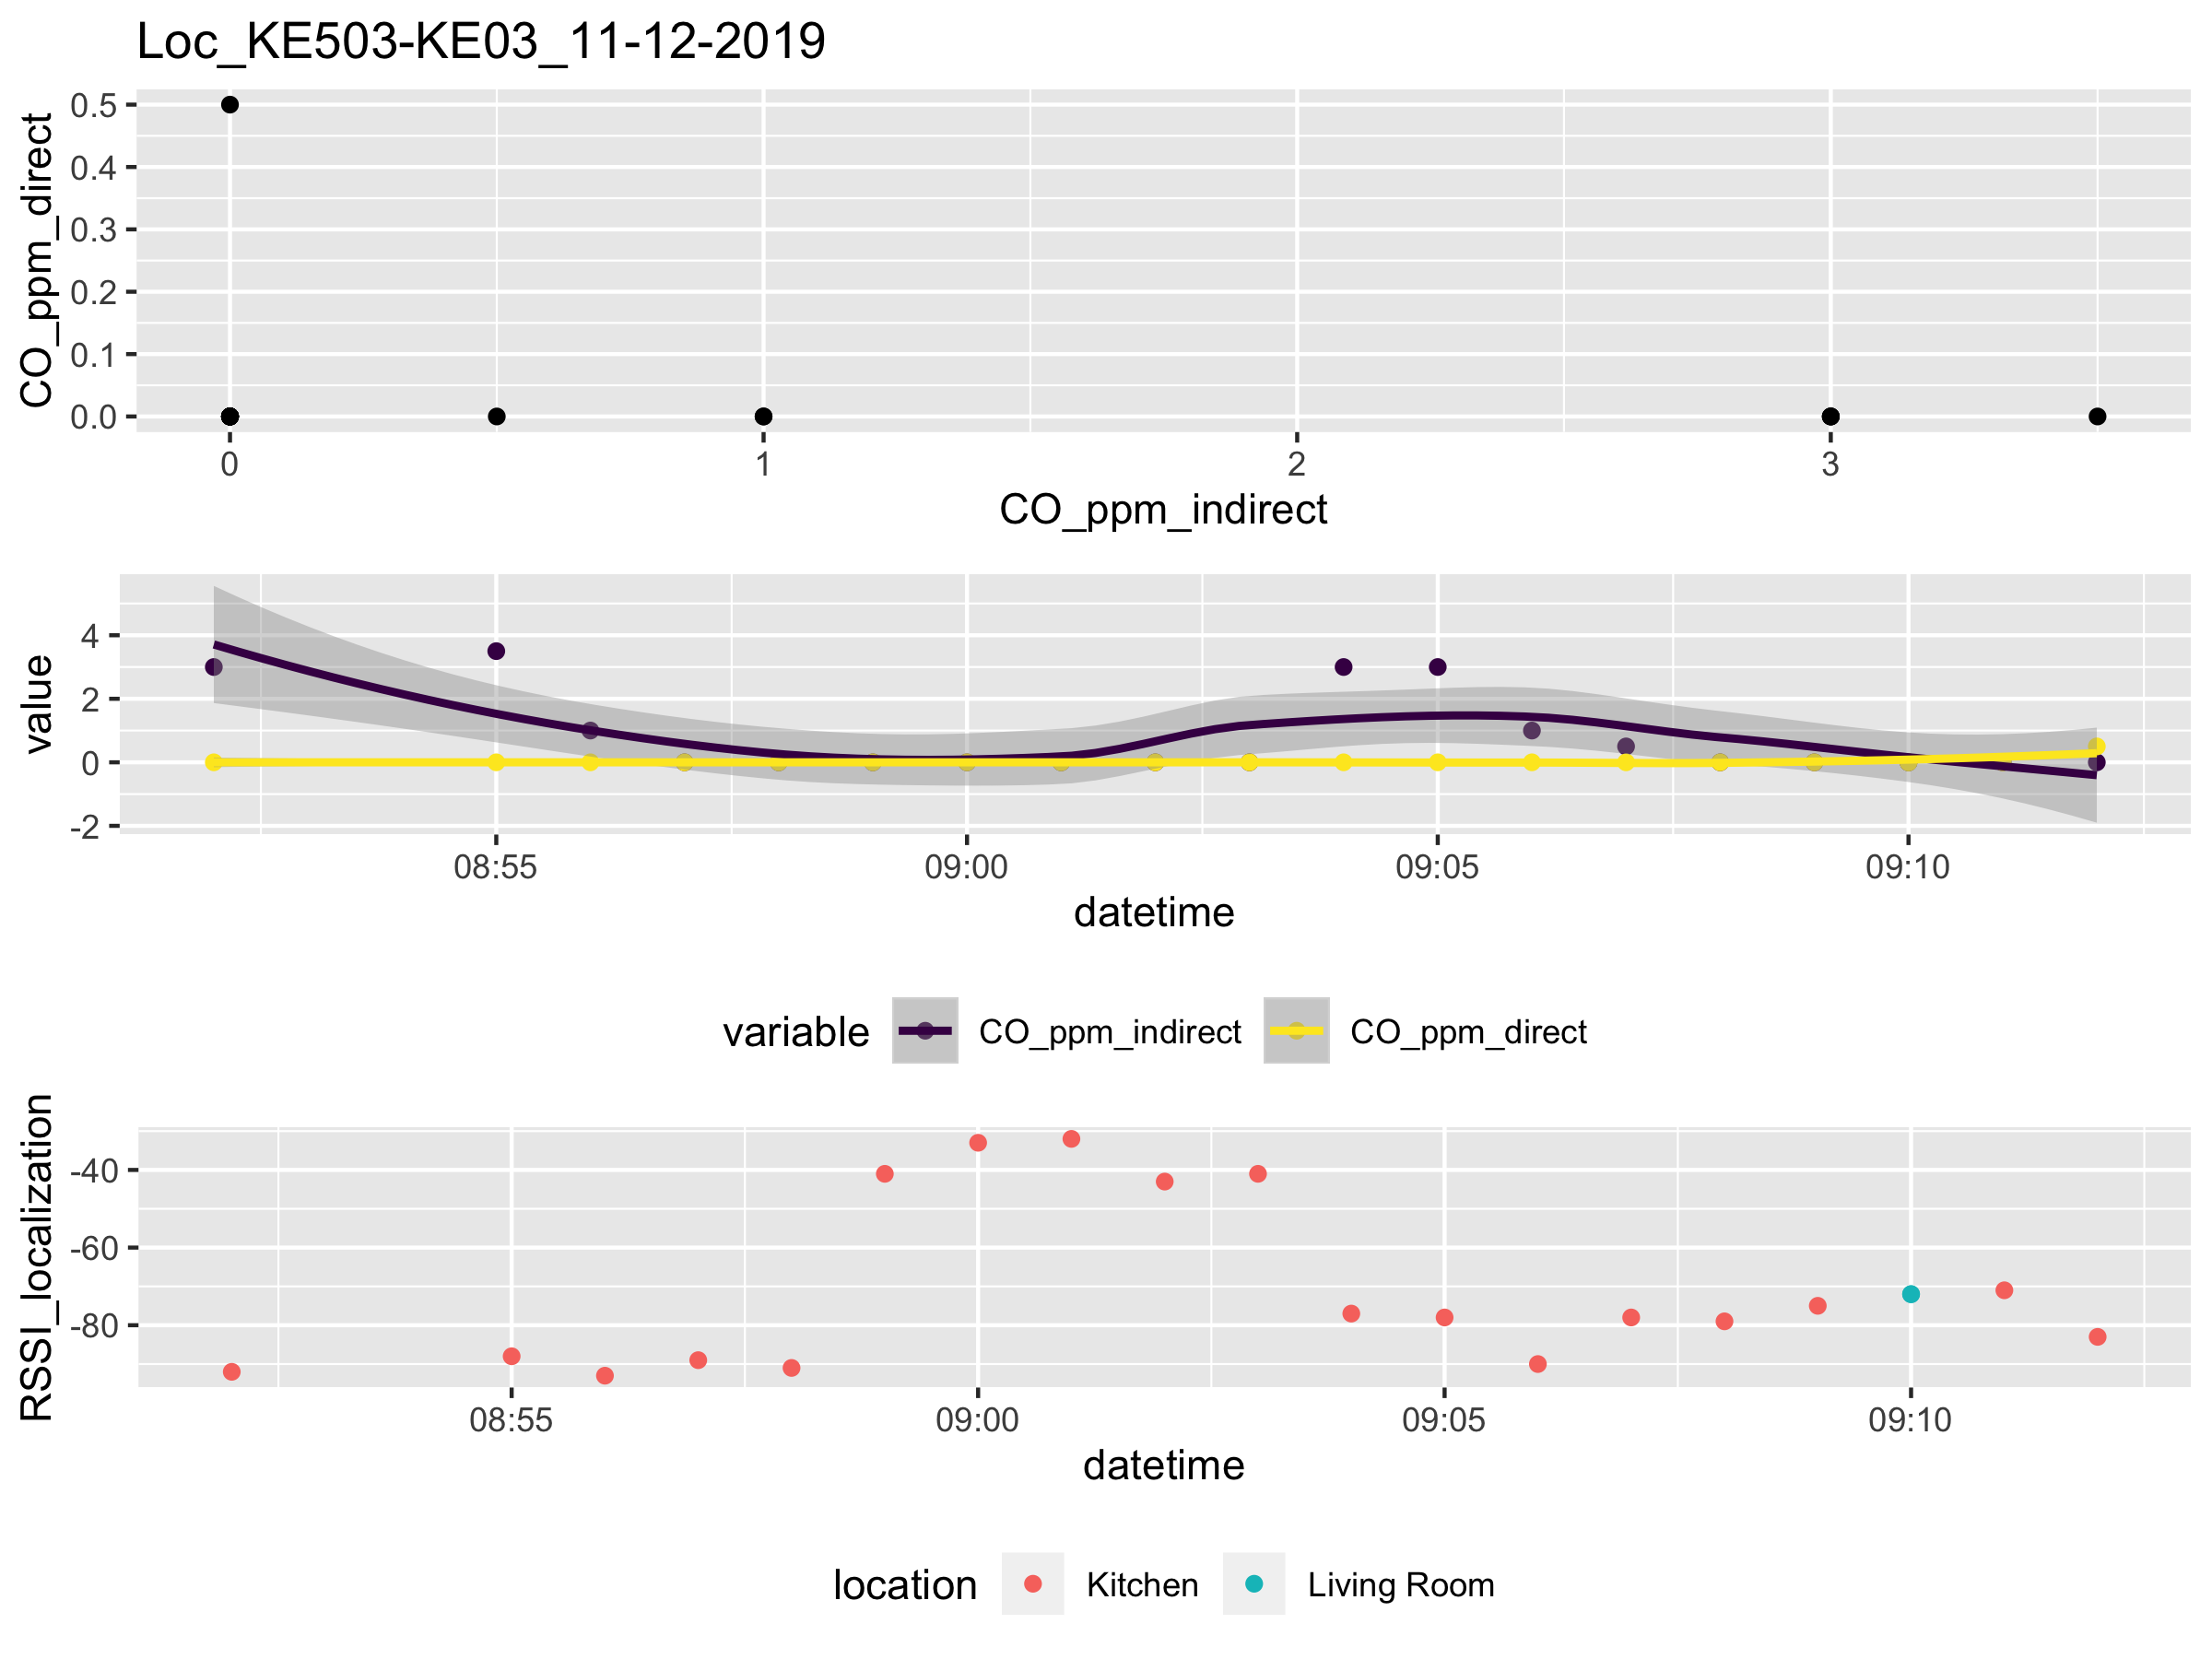 Loc_KE503-KE03_11-12-2019
CO_ppm_direct
0.5
0.4
0.3
0.2
0.1
0.0
0 1 2 3
CO_ppm_indirect
value
4
2
0
-2
08:55 09:00 09:05 09:10
datetime
variable CO_ppm_indirect CO_ppm_direct
RSSI_localization
-40
-60
-80
08:55 09:00 09:05 09:10
datetime
location Kitchen Living Room